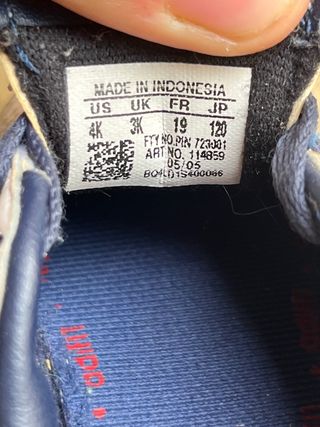 MADE IN INDONESIA
US UK FR JP
4K 3K 19 120
FTY NO.PIN 723001
ART NO. 114859
05/05